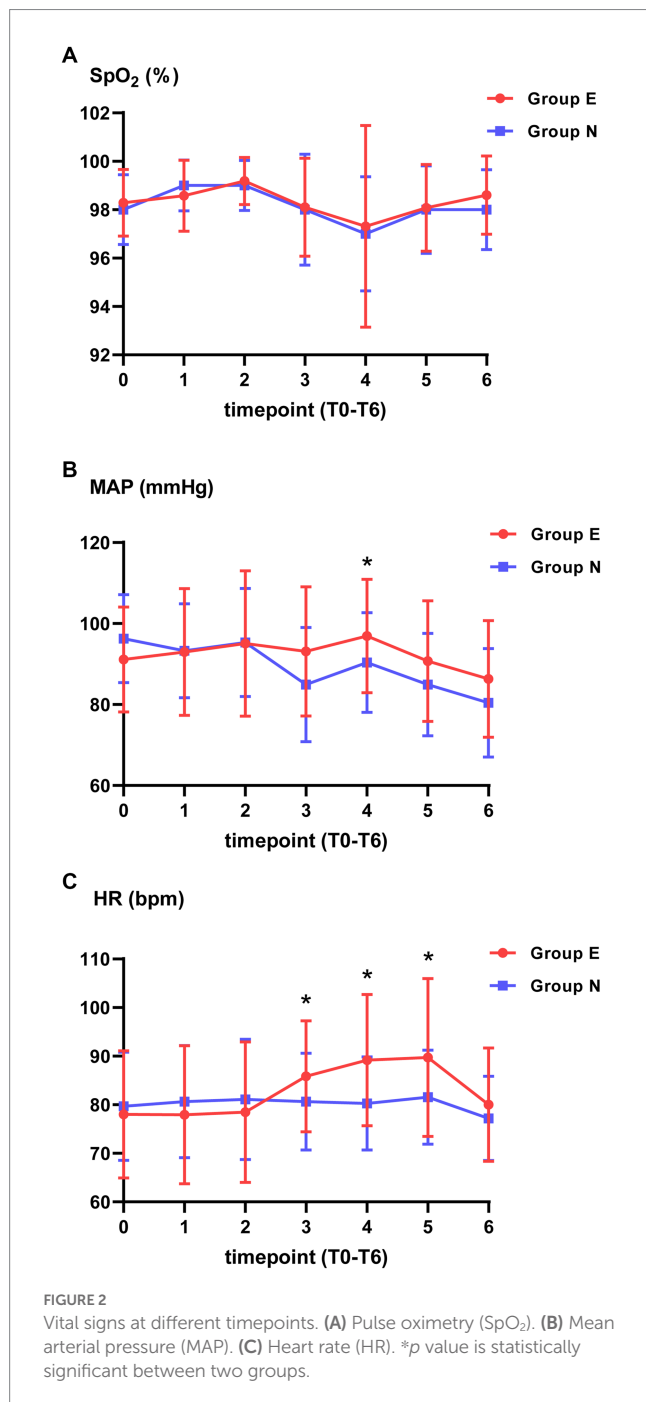 A
SpO₂ (%)
Group E
Group N
102
100
98
96
94
92
0 1 2 3 4 5 6
timepoint (T0-T6)
B
MAP (mmHg)
Group E
Group N
120
100
80
60
*
0 1 2 3 4 5 6
timepoint (T0-T6)
C
HR (bpm)
Group E
Group N
110
100
90
80
70
60
* * *
0 1 2 3 4 5 6
timepoint (T0-T6)
FIGURE 2
Vital signs at different timepoints. (A) Pulse oximetry (SpO₂). (B) Mean
arterial pressure (MAP). (C) Heart rate (HR). *p value is statistically
significant between two groups.